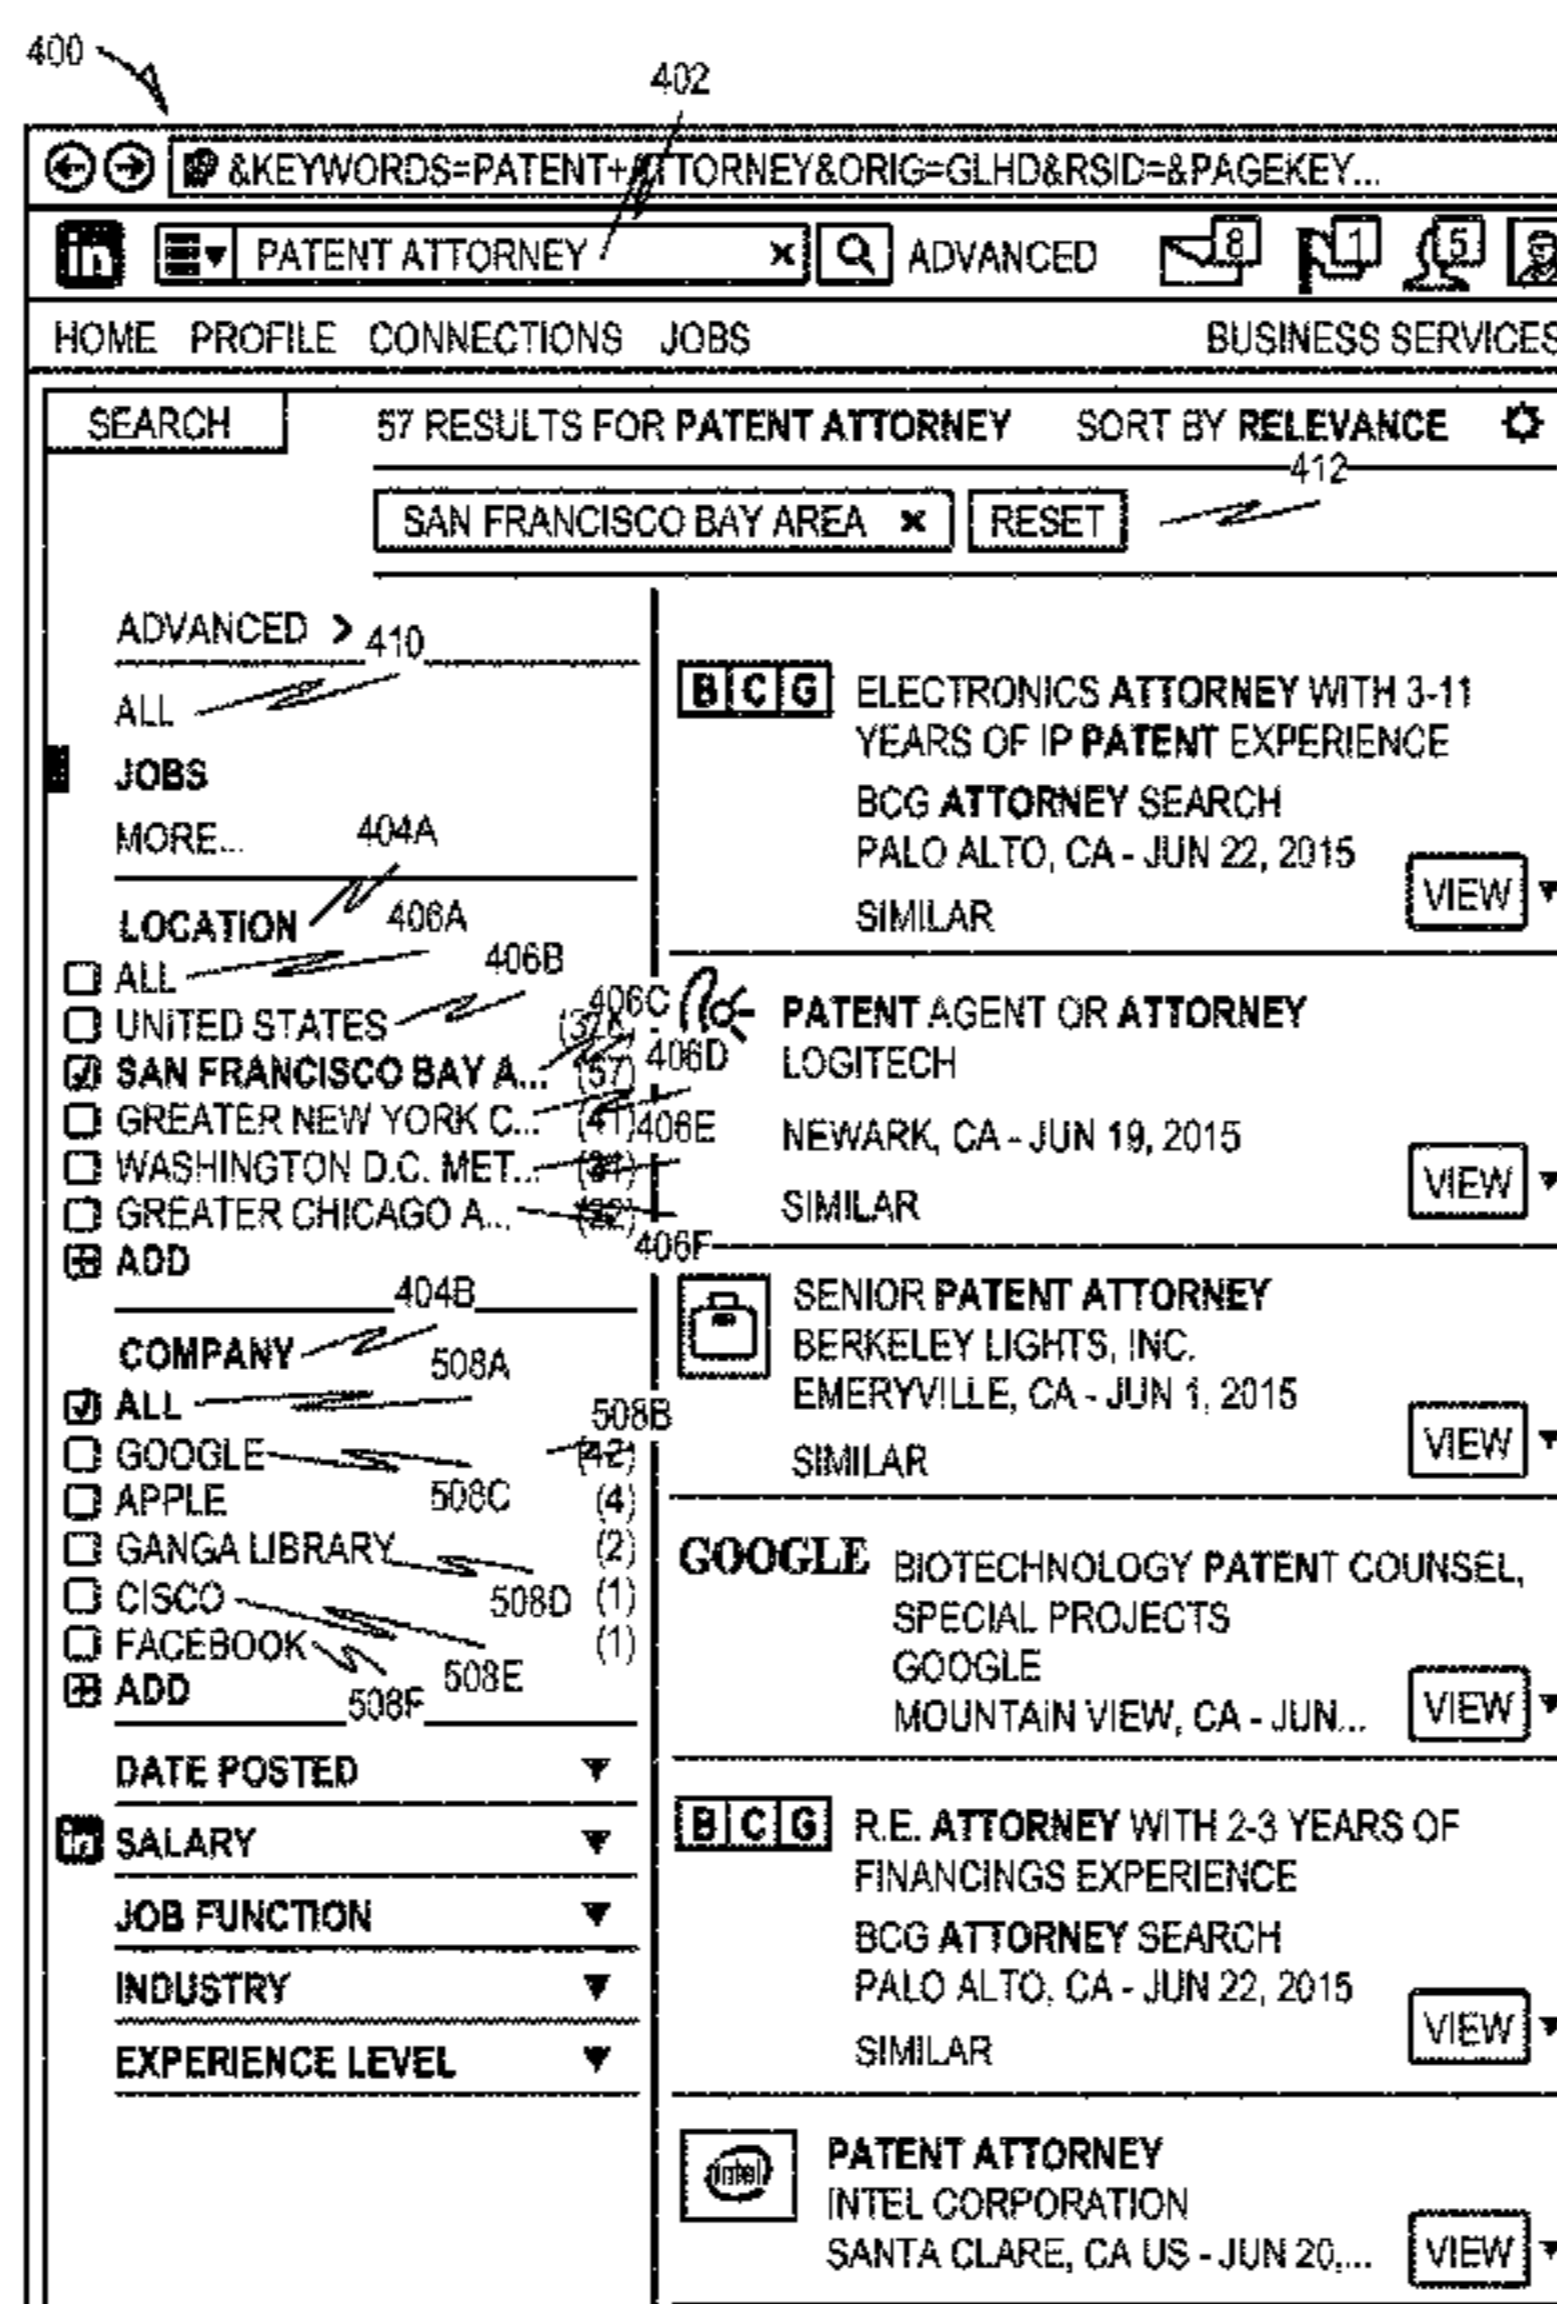 400
402
&KEYWORDS=PATENT+ATTORNEY&ORIG=GLHD&RSID=&PAGEKEY...
in PATENT ATTORNEY × ADVANCED 8 1 5
HOME PROFILE CONNECTIONS JOBS BUSINESS SERVICES
SEARCH 57 RESULTS FOR PATENT ATTORNEY SORT BY RELEVANCE
412
SAN FRANCISCO BAY AREA × RESET
ADVANCED >
410
ALL
JOBS
MORE...
404A
LOCATION
406A
ALL
406B
UNITED STATES
406C
SAN FRANCISCO BAY A... (57)
406D
GREATER NEW YORK C... (41)
406E
WASHINGTON D.C. MET...
GREATER CHICAGO A... (22)
406F
ADD
404B
COMPANY
508A
ALL
508B
GOOGLE (42)
508C
APPLE (4)
GANGA LIBRARY (2)
508D
CISCO (1)
FACEBOOK (1)
508E
ADD
508F
DATE POSTED
in SALARY
JOB FUNCTION
INDUSTRY
EXPERIENCE LEVEL
BCG ELECTRONICS ATTORNEY WITH 3-11
YEARS OF IP PATENT EXPERIENCE
BCG ATTORNEY SEARCH
PALO ALTO, CA - JUN 22, 2015
VIEW
SIMILAR
PATENT AGENT OR ATTORNEY
LOGITECH
NEWARK, CA - JUN 19, 2015
VIEW
SIMILAR
SENIOR PATENT ATTORNEY
BERKELEY LIGHTS, INC.
EMERYVILLE, CA - JUN 1, 2015
VIEW
SIMILAR
GOOGLE BIOTECHNOLOGY PATENT COUNSEL,
SPECIAL PROJECTS
GOOGLE
MOUNTAIN VIEW, CA - JUN...
VIEW
BCG R.E. ATTORNEY WITH 2-3 YEARS OF
FINANCINGS EXPERIENCE
BCG ATTORNEY SEARCH
PALO ALTO, CA - JUN 22, 2015
VIEW
SIMILAR
intel PATENT ATTORNEY
INTEL CORPORATION
SANTA CLARE, CA US - JUN 20,...
VIEW